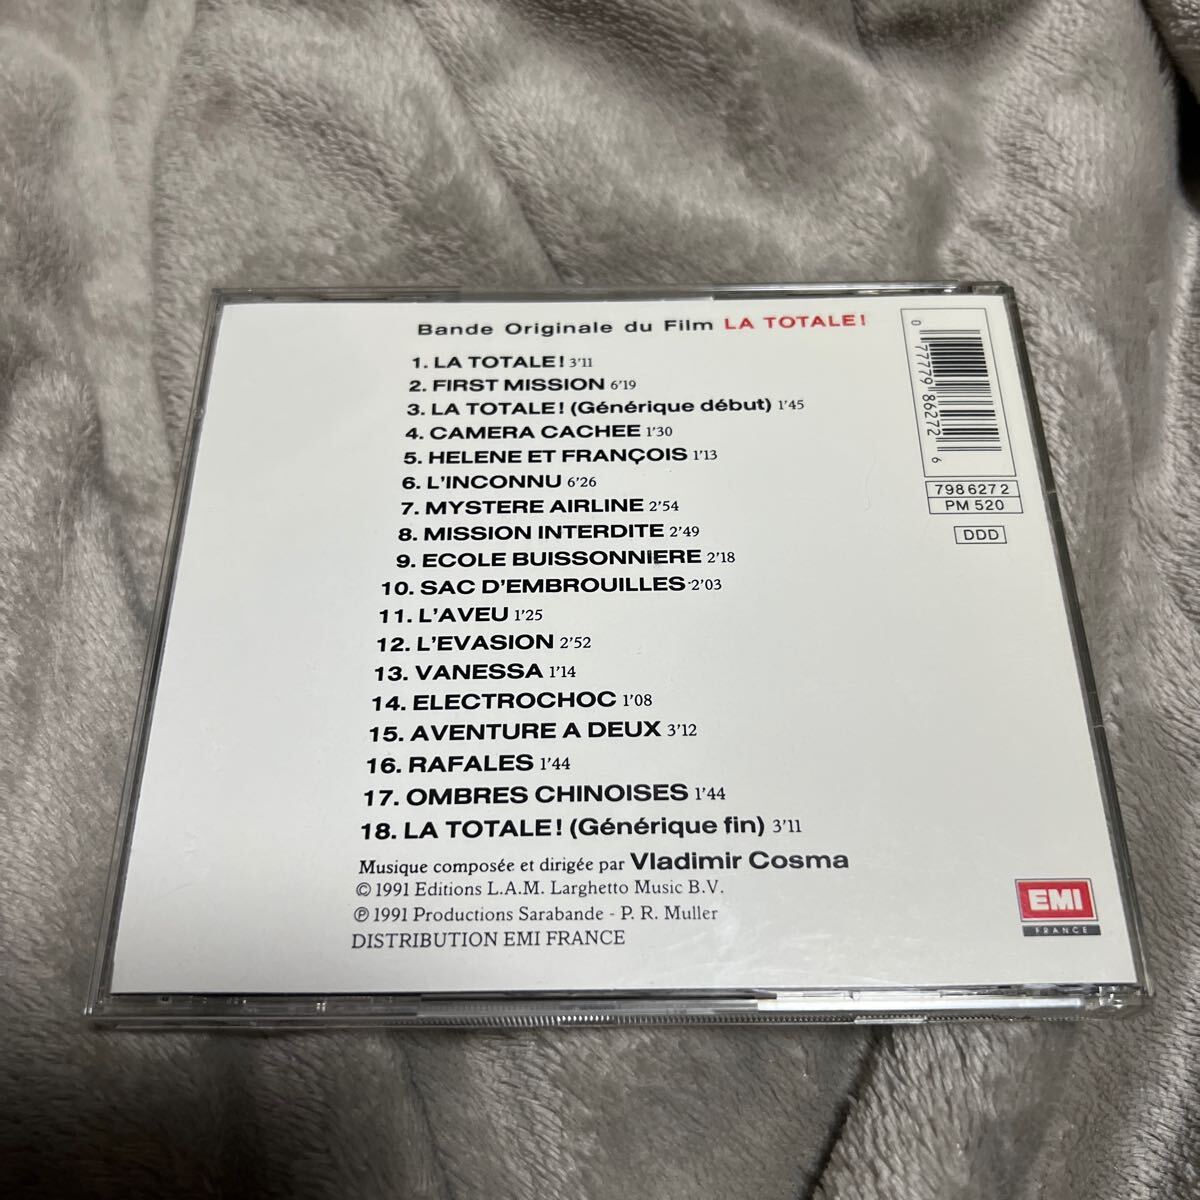 Bande Originale du Film LA TOTALE!
1. LA TOTALE! 3'11
2. FIRST MISSION 6'19
3. LA TOTALE! (Générique début) 1'45
4. CAMERA CACHEE 1'30
5. HELENE ET FRANÇOIS 1'13
6. L'INCONNU 6'26
7. MYSTERE AIRLINE 2'54
8. MISSION INTERDITE 2'49
9. ECOLE BUISSONNIERE 2'18
10. SAC D'EMBROUILLES 2'03
11. L'AVEU 1'25
12. L'EVASION 2'52
13. VANESSA 1'14
14. ELECTROCHOC 1'08
15. AVENTURE A DEUX 3'12
16. RAFALES 1'44
17. OMBRES CHINOISES 1'44
18. LA TOTALE! (Générique fin) 3'11
Musique composée et dirigée par Vladimir Cosma
© 1991 Editions L.A.M. Larghetto Music B.V.
℗ 1991 Productions Sarabande - P. R. Muller
DISTRIBUTION EMI FRANCE
0 77779 86272 6
798627 2
PM 520
DDD
EMI
FRANCE